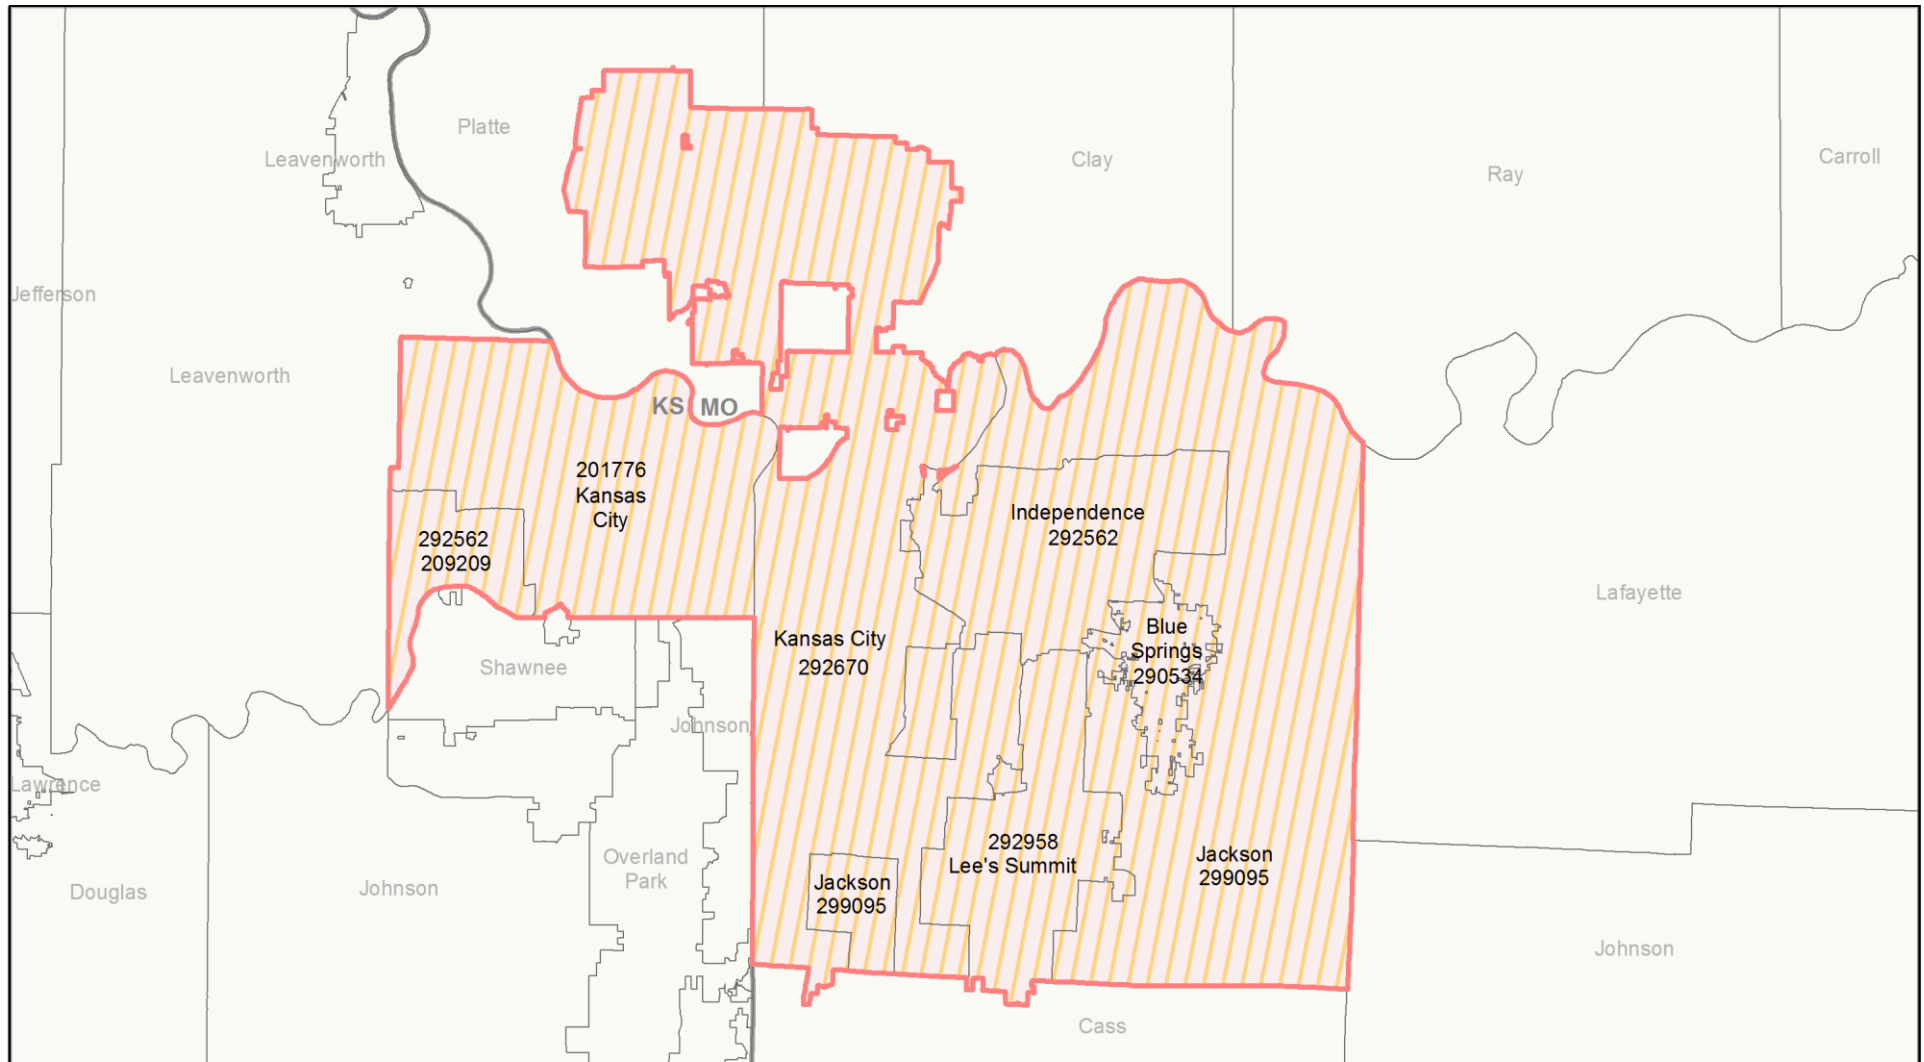 Platte
Leavenworth
Clay
Ray
Carroll
Jefferson
Leavenworth
KS
MO
201776
Kansas
City
292562
209209
Independence
292562
Lafayette
Kansas City
292670
Blue
Springs
290534
Shawnee
Johnson
Lawrence
292958
Lee's Summit
Jackson
299095
Overland
Park
Jackson
299095
Douglas
Johnson
Johnson
Cass